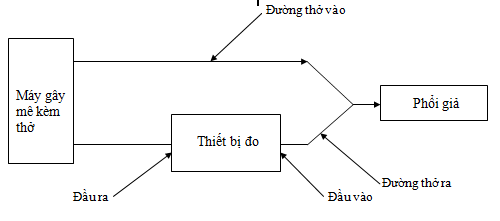 Đường thở vào
Máy gây
mê kèm
thở
Phổi giả
Thiết bị đo
Đường thở ra
Đầu ra
Đầu vào